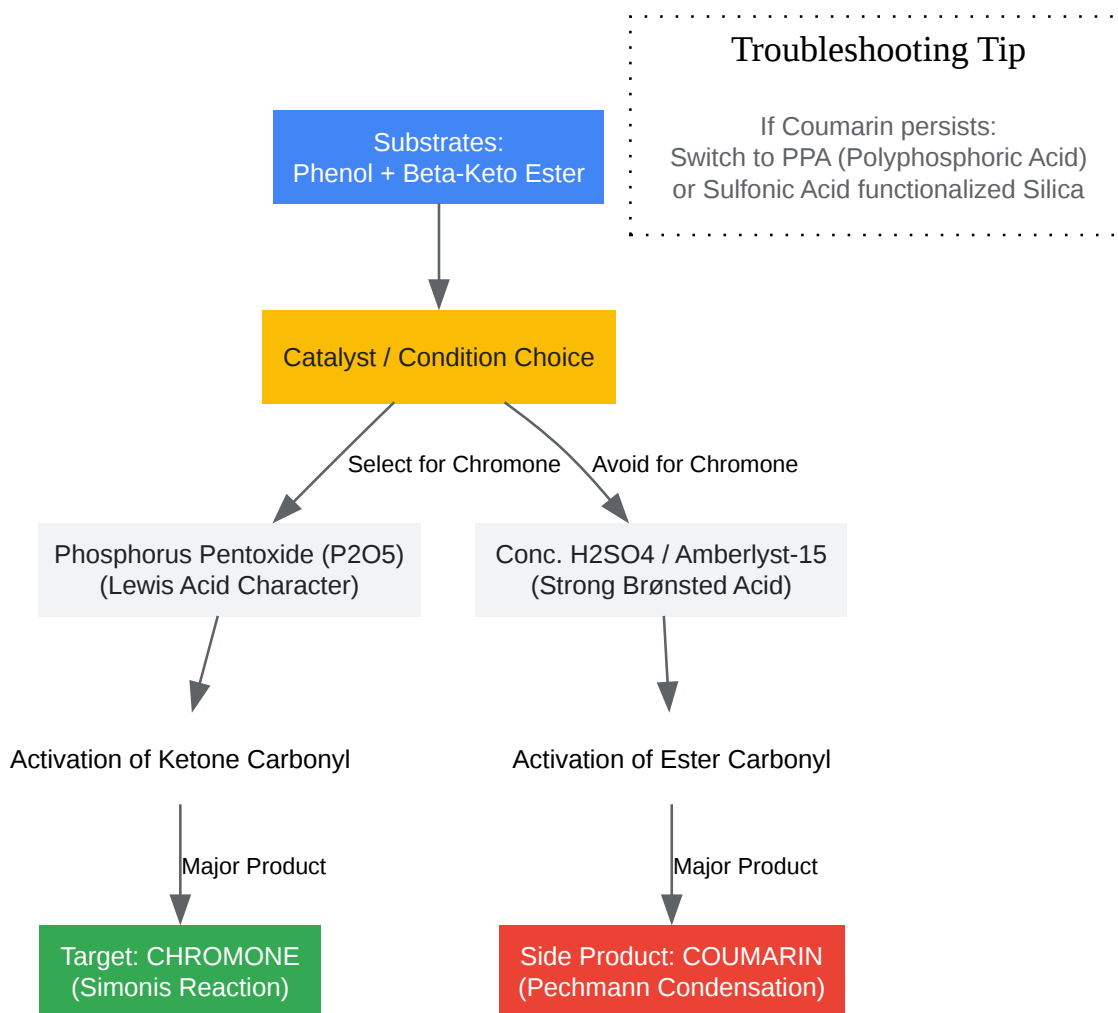 Troubleshooting Tip
If Coumarin persists:
Switch to PPA (Polyphosphoric Acid)
or Sulfonic Acid functionalized Silica
Substrates:
Phenol + Beta-Keto Ester
Catalyst / Condition Choice
Select for Chromone
Avoid for Chromone
Phosphorus Pentoxide (P2O5)
(Lewis Acid Character)
Conc. H2SO4 / Amberlyst-15
(Strong Brønsted Acid)
Activation of Ketone Carbonyl
Activation of Ester Carbonyl
Major Product
Major Product
Target: CHROMONE
(Simonis Reaction)
Side Product: COUMARIN
(Pechmann Condensation)